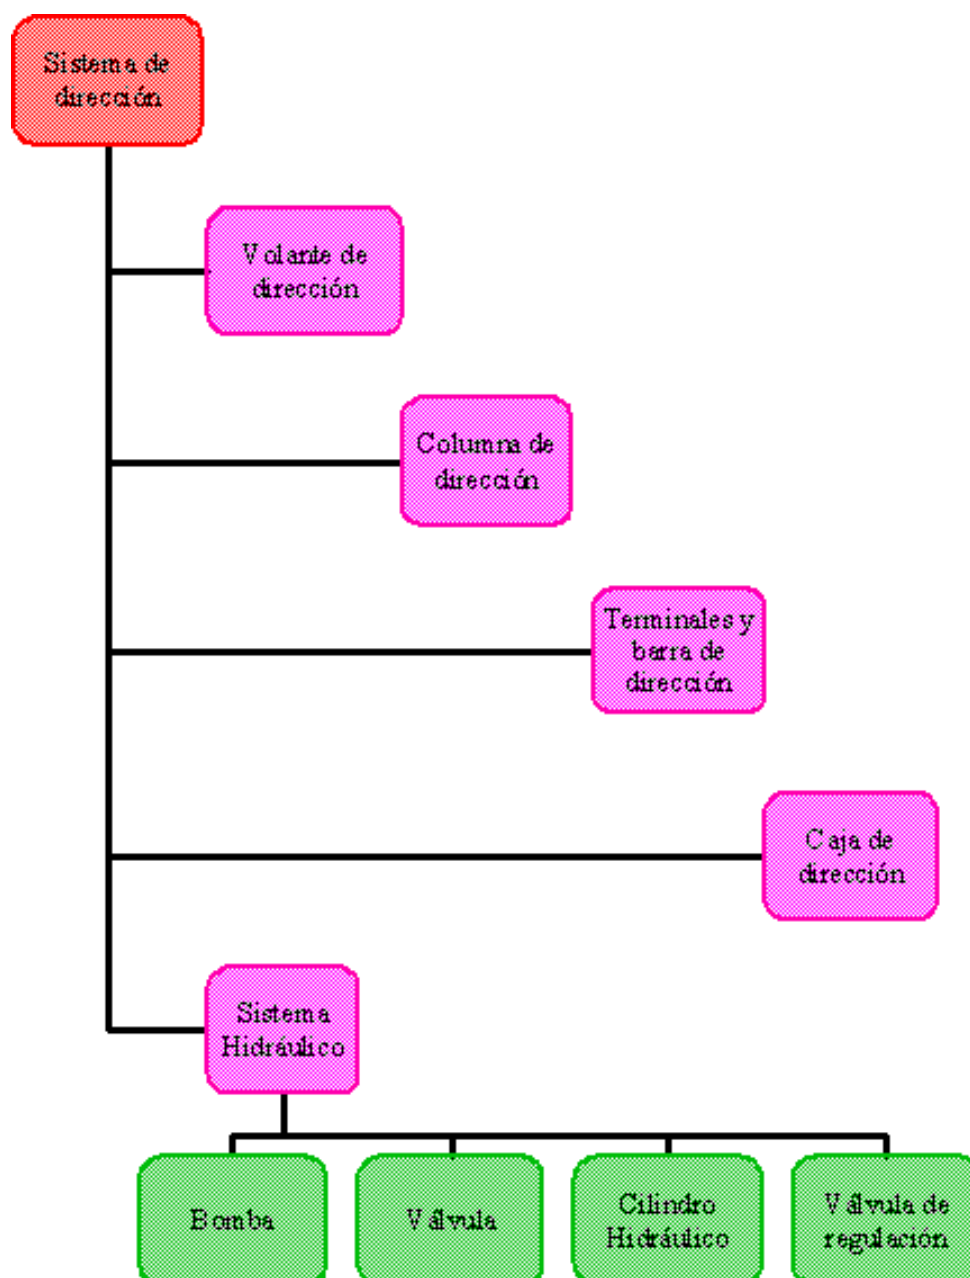 Sistema de
dirección
Volante de
dirección
Columna de
dirección
Terminales y
barra de
dirección
Caja de
dirección
Sistema
Hidráulico
Bomba
Válvula
Cilindro
Hidráulico
Válvula de
regulación